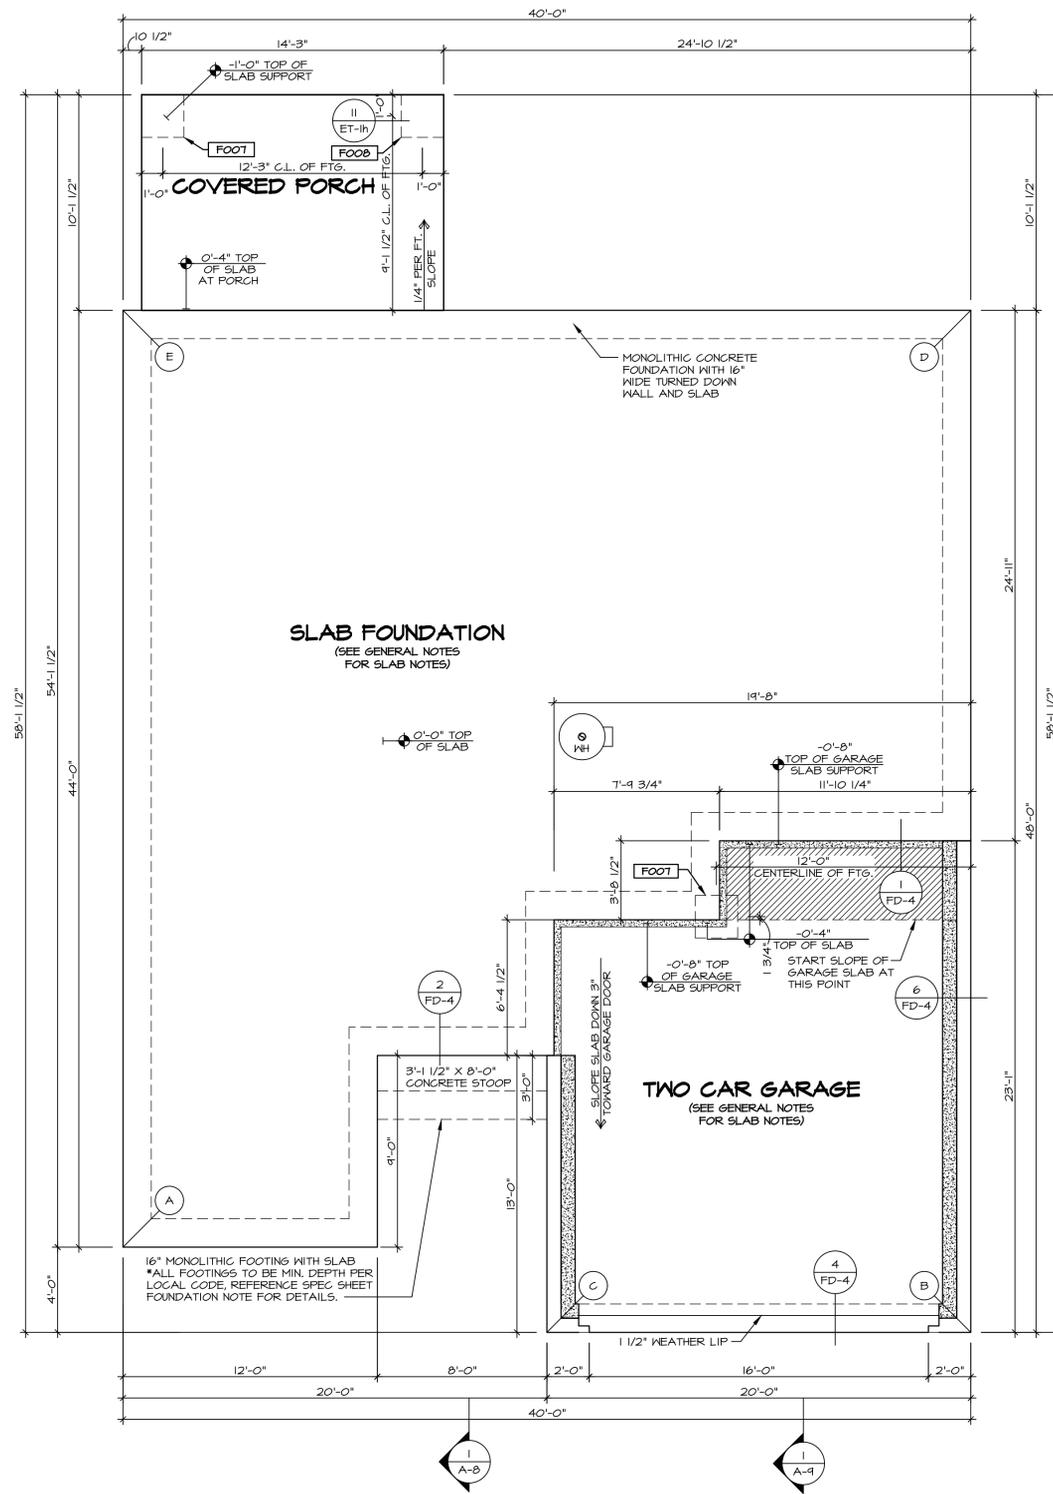 40'-0"
10 1/2"
14'-3"
24'-10 1/2"
-1'-0" TOP OF
SLAB SUPPORT
11
ET-1h
1'-0"
F007
F008
12'-3" C.L. OF FTG.
1'-0"
COVERED PORCH
1'-0"
9'-1 1/2" C.L. OF FTG.
10'-1 1/2"
10'-1 1/2"
0'-4" TOP
OF SLAB
AT PORCH
1/4" PER FT.
SLOPE
E
D
MONOLITHIC CONCRETE
FOUNDATION WITH 16"
WIDE TURNED DOWN
WALL AND SLAB
24'-11"
SLAB FOUNDATION
(SEE GENERAL NOTES
FOR SLAB NOTES)
58'-1 1/2"
54'-1 1/2"
44'-0"
58'-1 1/2"
48'-0"
19'-8"
WH
0'-0" TOP
OF SLAB
-0'-8"
TOP OF GARAGE
SLAB SUPPORT
7'-9 3/4"
11'-10 1/4"
3'-8 1/2"
F007
12'-0"
CENTERLINE OF FTG.
1
FD-4
-0'-4"
TOP OF SLAB
1 3/4"
START SLOPE OF
GARAGE SLAB AT
THIS POINT
-0'-8" TOP
OF GARAGE
SLAB SUPPORT
6'-4 1/2"
2
FD-4
6
FD-4
SLOPE SLAB DOWN 3"
TOWARD GARAGE DOOR
3'-1 1/2" X 8'-0"
CONCRETE STOOP
3'-0"
TWO CAR GARAGE
(SEE GENERAL NOTES
FOR SLAB NOTES)
23'-1"
9'-0"
13'-0"
A
16" MONOLITHIC FOOTING WITH SLAB
*ALL FOOTINGS TO BE MIN. DEPTH PER
LOCAL CODE, REFERENCE SPEC SHEET
FOUNDATION NOTE FOR DETAILS.
4'-0"
C
4
FD-4
B
1 1/2" WEATHER LIP
12'-0"
8'-0"
2'-0"
16'-0"
2'-0"
20'-0"
20'-0"
40'-0"
1
A-8
1
A-9